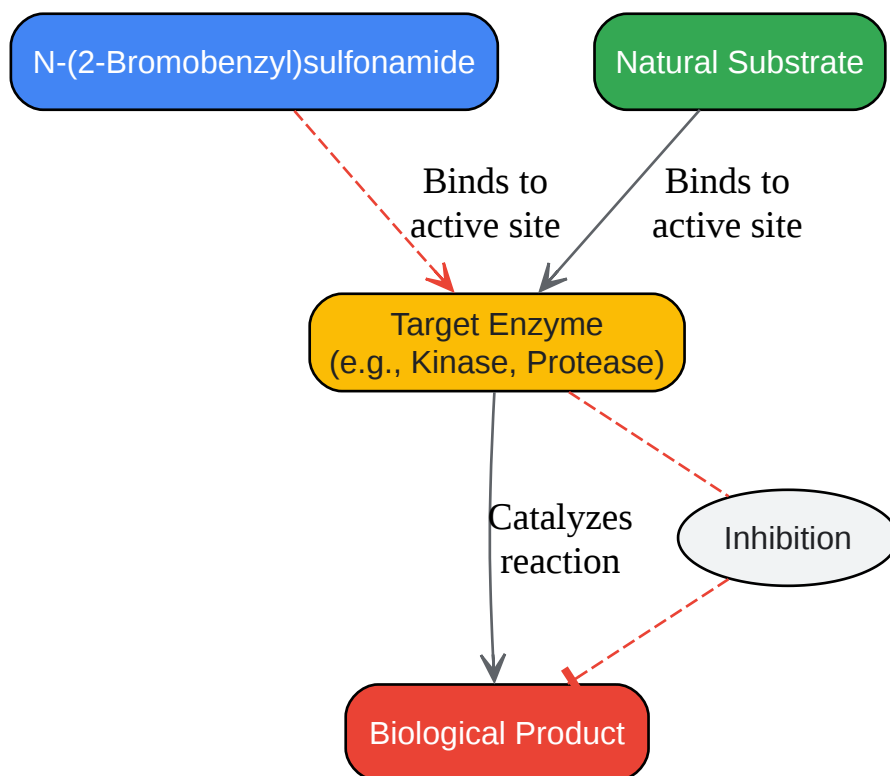 N-(2-Bromobenzyl)sulfonamide
Natural Substrate
Binds to
active site
Binds to
active site
Target Enzyme
(e.g., Kinase, Protease)
Catalyzes
reaction
Inhibition
Biological Product